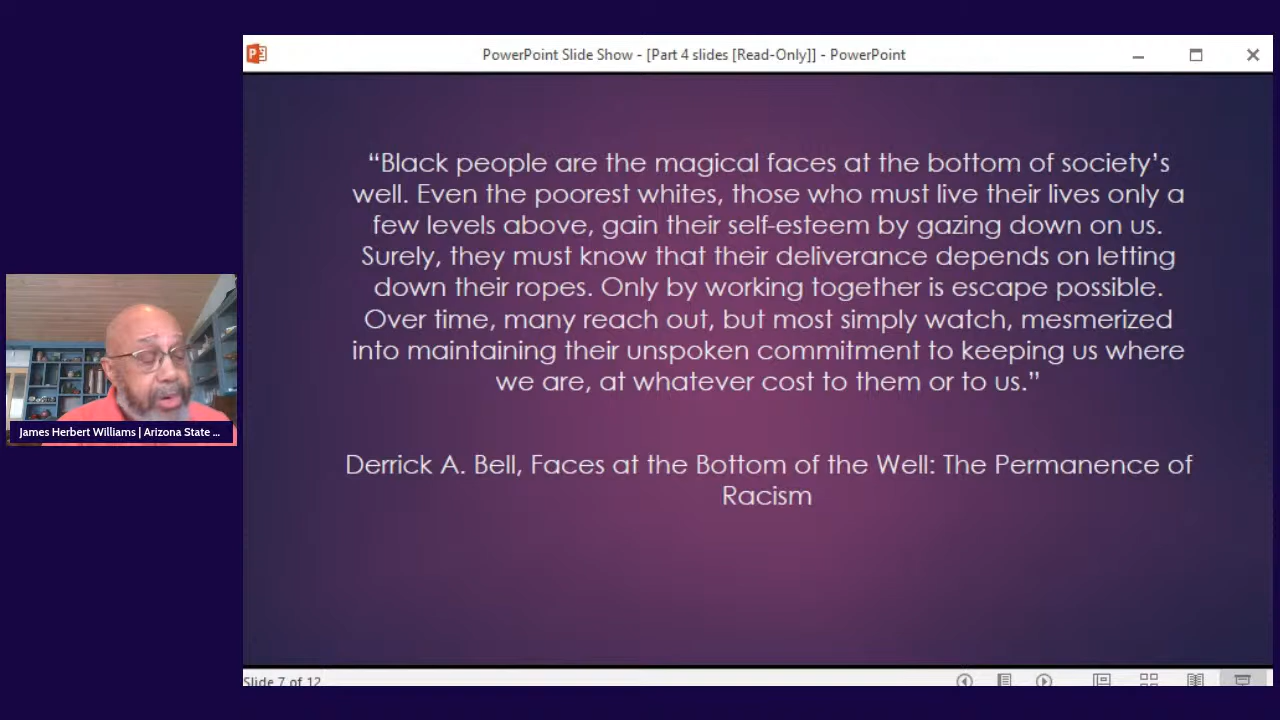 PowerPoint Slide Show - [Part 4 slides [Read-Only]] - PowerPoint
“Black people are the magical faces at the bottom of society’s
well. Even the poorest whites, those who must live their lives only a
few levels above, gain their self-esteem by gazing down on us.
Surely, they must know that their deliverance depends on letting
down their ropes. Only by working together is escape possible.
Over time, many reach out, but most simply watch, mesmerized
into maintaining their unspoken commitment to keeping us where
we are, at whatever cost to them or to us.”
Derrick A. Bell, Faces at the Bottom of the Well: The Permanence of
Racism
James Herbert Williams | Arizona State ...
Slide 7 of 12